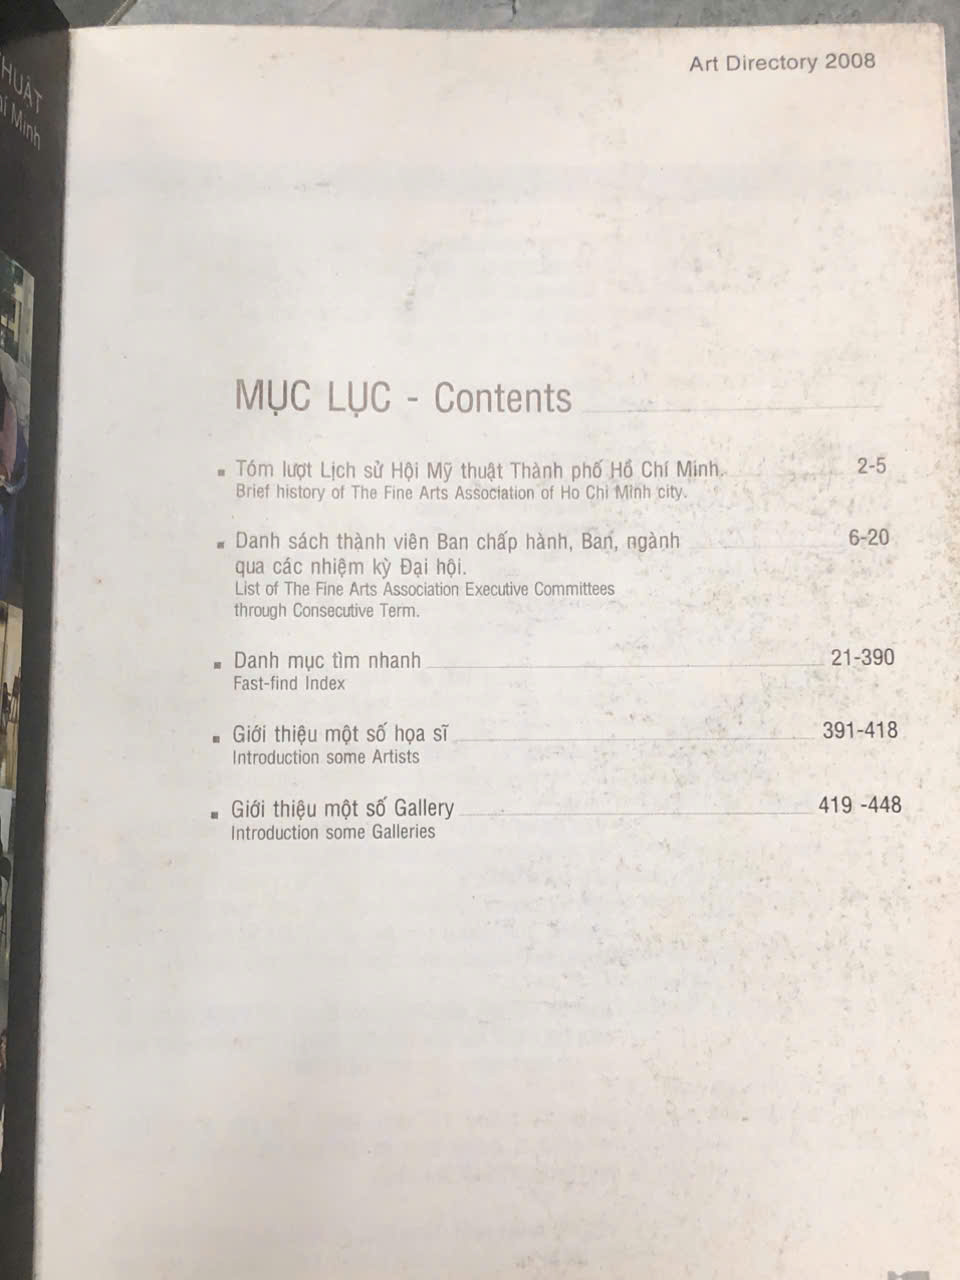 HUẬT
hí Minh
Art Directory 2008
MỤC LỤC - Contents
▪ Tóm lượt Lịch sử Hội Mỹ thuật Thành phố Hồ Chí Minh. 2-5
Brief history of The Fine Arts Association of Ho Chi Minh city.
▪ Danh sách thành viên Ban chấp hành, Ban, ngành 6-20
qua các nhiệm kỳ Đại hội.
List of The Fine Arts Association Executive Committees
through Consecutive Term.
▪ Danh mục tìm nhanh 21-390
Fast-find Index
▪ Giới thiệu một số họa sĩ 391-418
Introduction some Artists
▪ Giới thiệu một số Gallery 419 -448
Introduction some Galleries